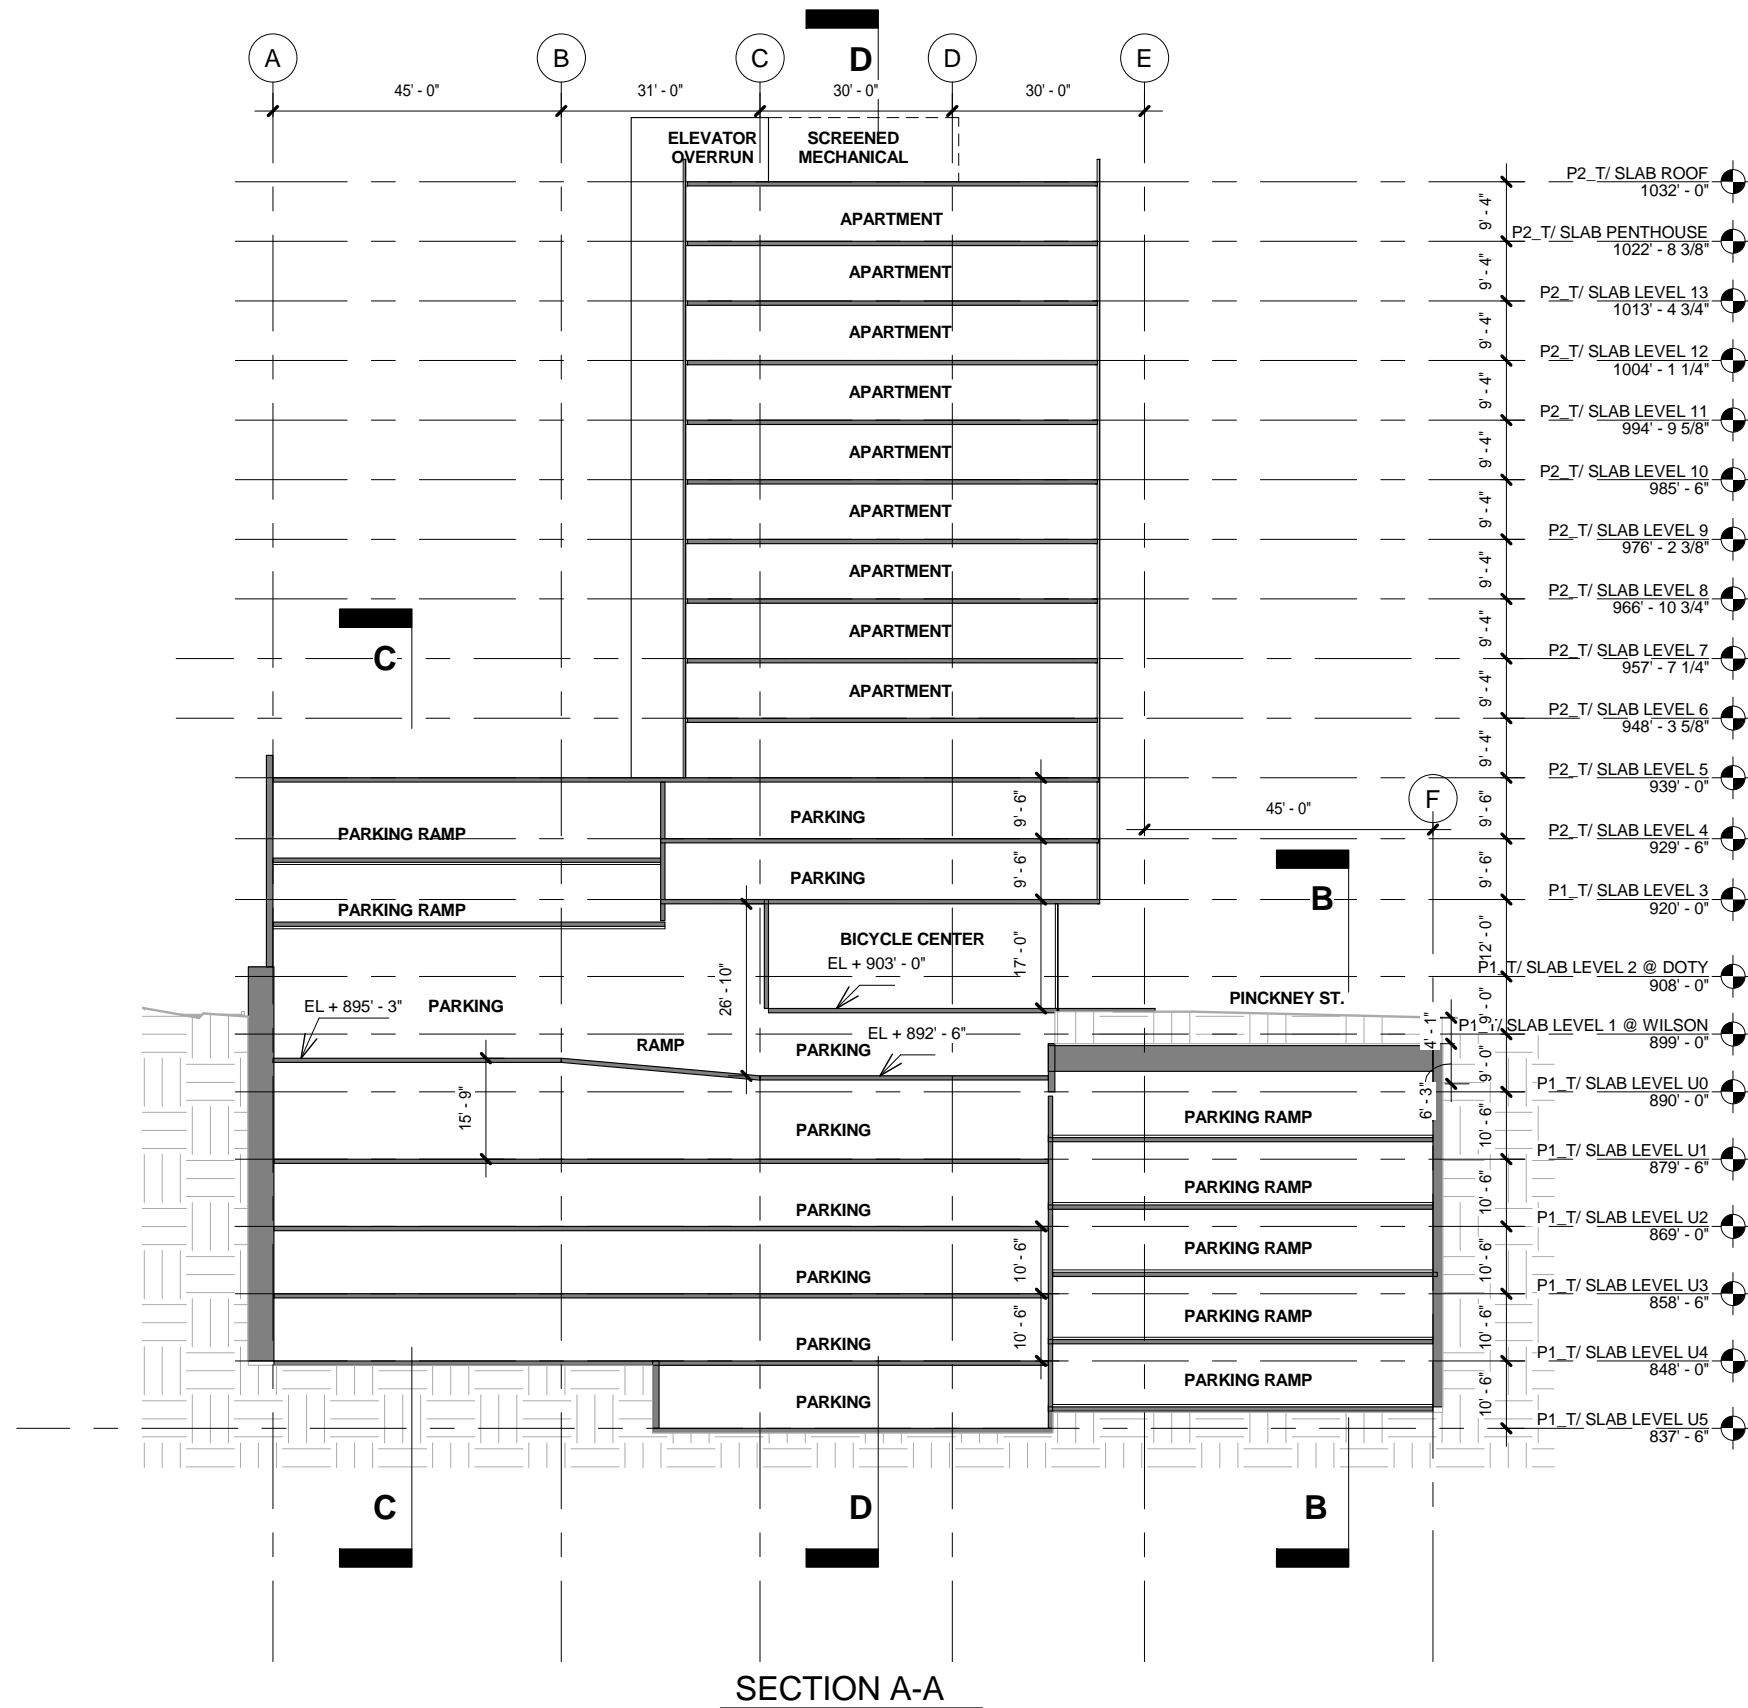 A
B
C
D
D
E
45' - 0"
31' - 0"
30' - 0"
30' - 0"
ELEVATOR
OVERRUN
SCREENED
MECHANICAL
P2_T/ SLAB ROOF
1032' - 0"
9' - 4"
APARTMENT
P2_T/ SLAB PENTHOUSE
1022' - 8 3/8"
9' - 4"
APARTMENT
P2_T/ SLAB LEVEL 13
1013' - 4 3/4"
9' - 4"
APARTMENT
P2_T/ SLAB LEVEL 12
1004' - 1 1/4"
9' - 4"
APARTMENT
P2_T/ SLAB LEVEL 11
994' - 9 5/8"
9' - 4"
APARTMENT
P2_T/ SLAB LEVEL 10
985' - 6"
9' - 4"
APARTMENT
P2_T/ SLAB LEVEL 9
976' - 2 3/8"
9' - 4"
APARTMENT
P2_T/ SLAB LEVEL 8
966' - 10 3/4"
9' - 4"
APARTMENT
C
P2_T/ SLAB LEVEL 7
957' - 7 1/4"
9' - 4"
APARTMENT
P2_T/ SLAB LEVEL 6
948' - 3 5/8"
9' - 4"
P2_T/ SLAB LEVEL 5
939' - 0"
F
45' - 0"
9' - 6"
9' - 6"
PARKING
PARKING RAMP
P2_T/ SLAB LEVEL 4
929' - 6"
9' - 6"
9' - 6"
PARKING
B
P1_T/ SLAB LEVEL 3
920' - 0"
PARKING RAMP
BICYCLE CENTER
EL + 903' - 0"
17' - 0"
26' - 10"
12' - 0"
P1_T/ SLAB LEVEL 2 @ DOTY
908' - 0"
PINCKNEY ST.
EL + 895' - 3"
PARKING
9' - 0"
P1_T/ SLAB LEVEL 1 @ WILSON
899' - 0"
4' - 1"
EL + 892' - 6"
RAMP
PARKING
9' - 0"
P1_T/ SLAB LEVEL U0
890' - 0"
6' - 3"
15' - 9"
PARKING
PARKING RAMP
10' - 6"
P1_T/ SLAB LEVEL U1
879' - 6"
PARKING RAMP
10' - 6"
PARKING
P1_T/ SLAB LEVEL U2
869' - 0"
PARKING RAMP
10' - 6"
10' - 6"
PARKING
P1_T/ SLAB LEVEL U3
858' - 6"
PARKING RAMP
10' - 6"
10' - 6"
PARKING
P1_T/ SLAB LEVEL U4
848' - 0"
PARKING RAMP
10' - 6"
PARKING
P1_T/ SLAB LEVEL U5
837' - 6"
C
D
B
SECTION A-A